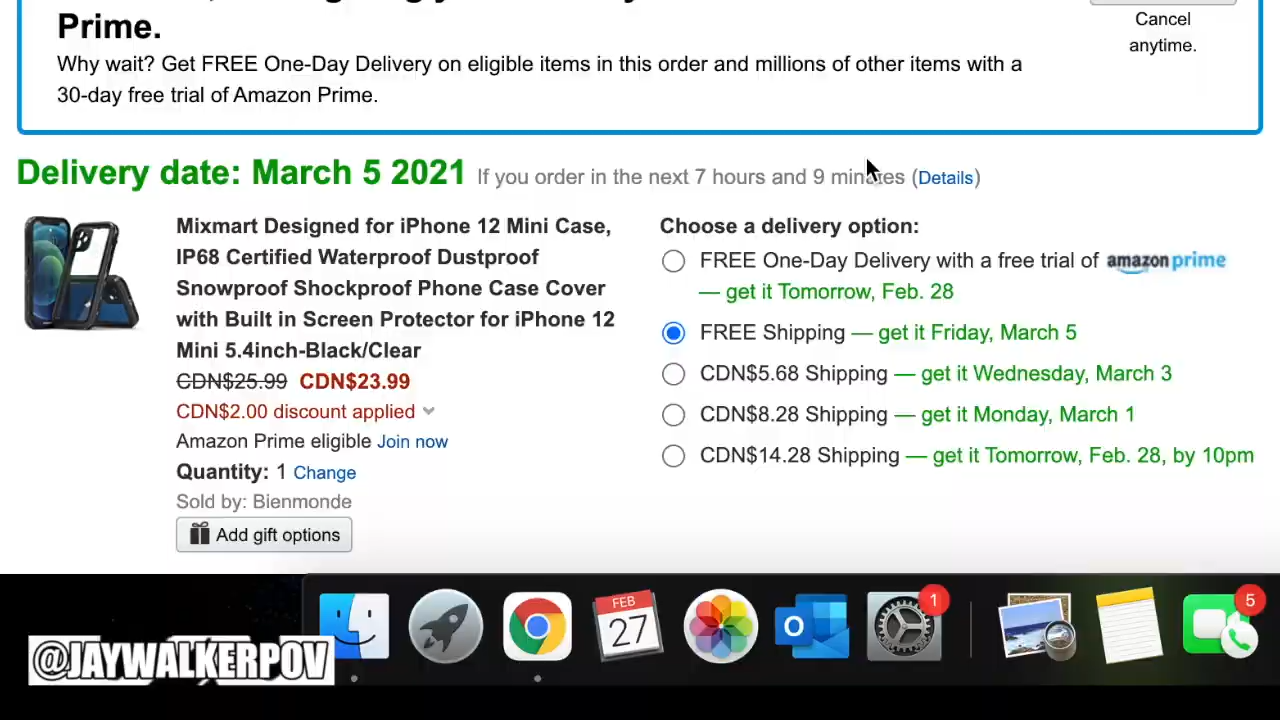 Prime.
Cancel
anytime.
Why wait? Get FREE One-Day Delivery on eligible items in this order and millions of other items with a
30-day free trial of Amazon Prime.
Delivery date: March 5 2021 If you order in the next 7 hours and 9 minutes (Details)
Mixmart Designed for iPhone 12 Mini Case,
IP68 Certified Waterproof Dustproof
Snowproof Shockproof Phone Case Cover
with Built in Screen Protector for iPhone 12
Mini 5.4inch-Black/Clear
CDN$25.99 CDN$23.99
CDN$2.00 discount applied
Amazon Prime eligible Join now
Quantity: 1 Change
Sold by: Bienmonde
Add gift options
Choose a delivery option:
FREE One-Day Delivery with a free trial of amazon prime
— get it Tomorrow, Feb. 28
FREE Shipping — get it Friday, March 5
CDN$5.68 Shipping — get it Wednesday, March 3
CDN$8.28 Shipping — get it Monday, March 1
CDN$14.28 Shipping — get it Tomorrow, Feb. 28, by 10pm
FEB
27
O
1
5
@JAYWALKERPOV